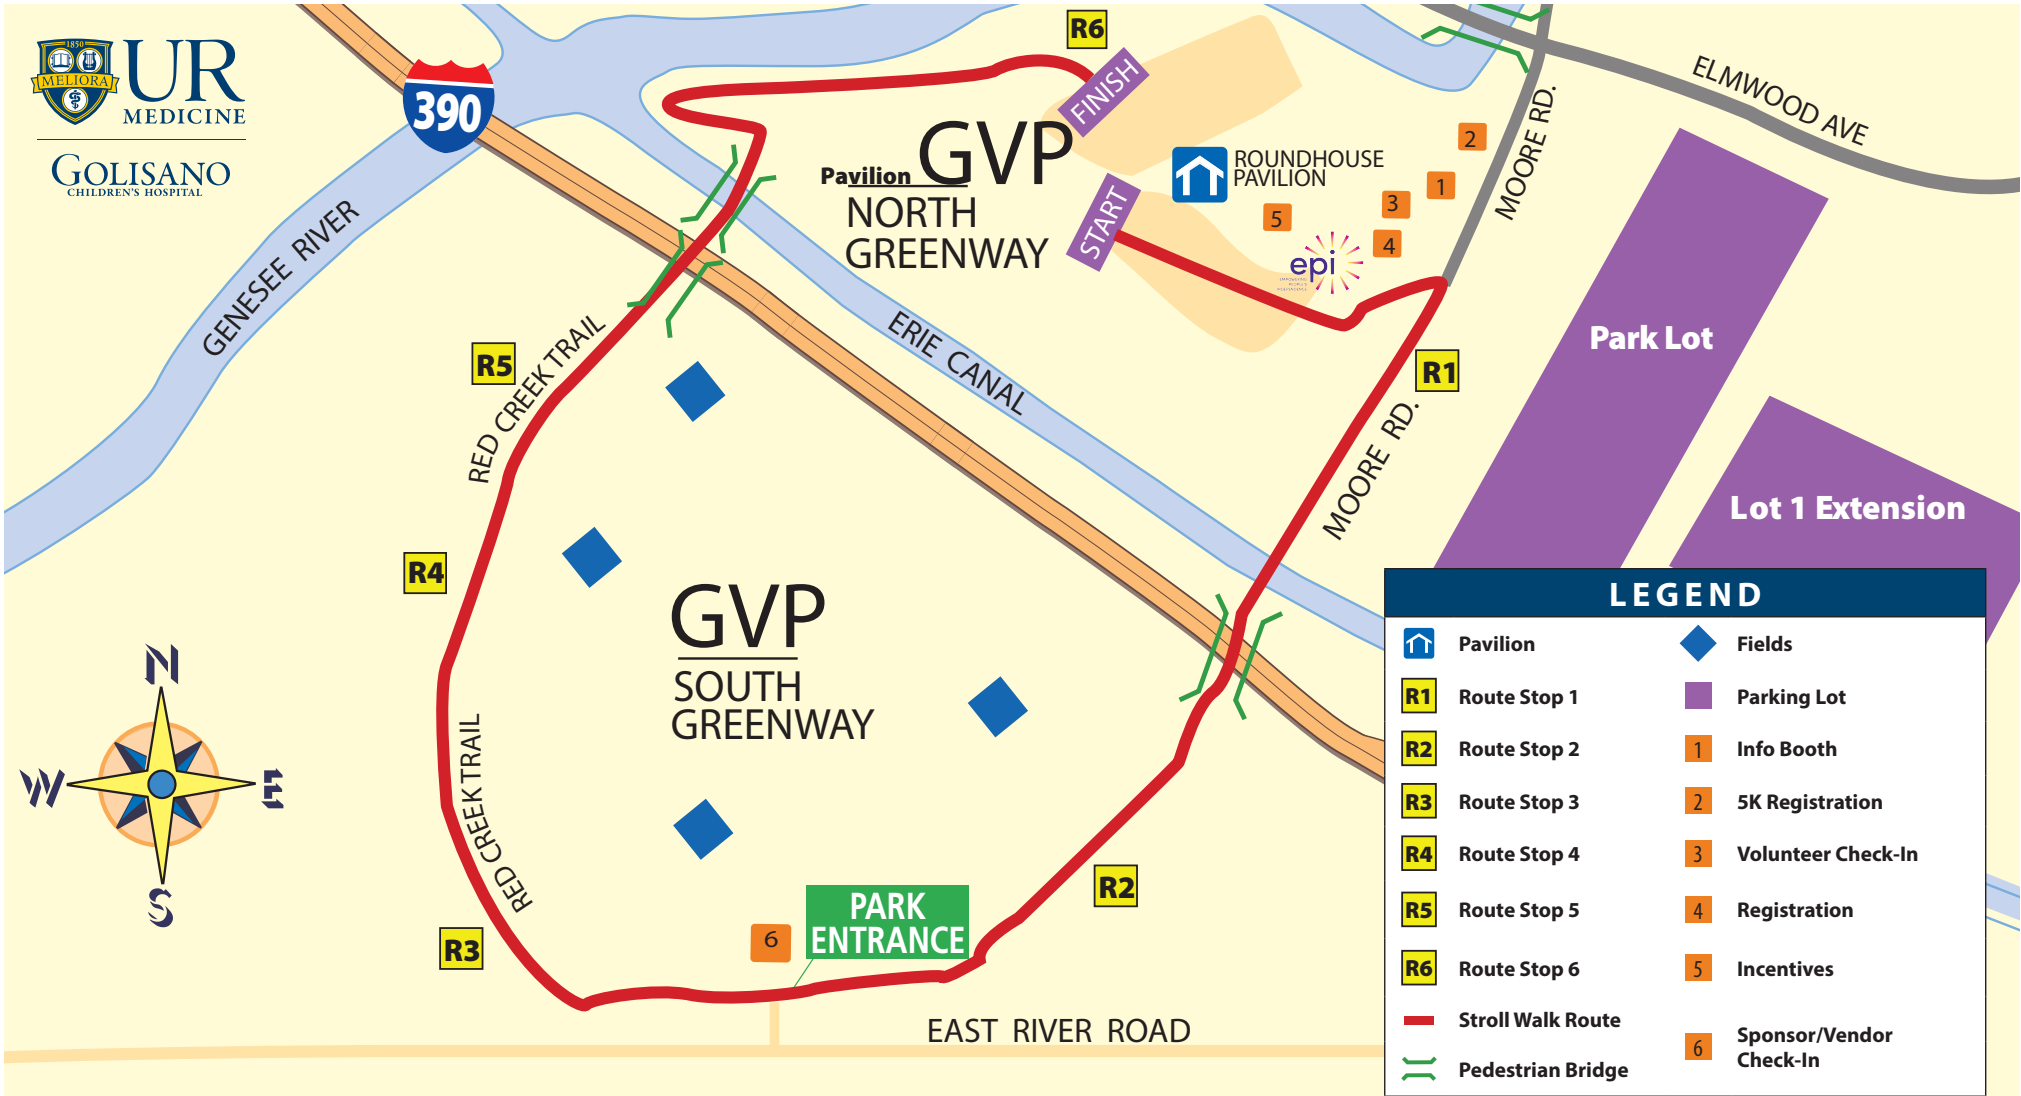 1850
MELIORA
UR
MEDICINE
GOLISANO
CHILDREN'S HOSPITAL
390
R6
FINISH
ELMWOOD AVE
MOORE RD.
Pavilion GVP
NORTH
GREENWAY
START
ROUNDHOUSE
PAVILION
2
1
3
5
4
epi
EMPOWERING
PEOPLE'S
INDEPENDENCE
GENESEE RIVER
ERIE CANAL
R5
RED CREEK TRAIL
R1
MOORE RD.
Park Lot
Lot 1 Extension
R4
GVP
SOUTH
GREENWAY
N
W
E
S
RED CREEK TRAIL
R3
R2
6
PARK
ENTRANCE
EAST RIVER ROAD
LEGEND
Pavilion
R1 Route Stop 1
R2 Route Stop 2
R3 Route Stop 3
R4 Route Stop 4
R5 Route Stop 5
R6 Route Stop 6
Stroll Walk Route
Pedestrian Bridge
Fields
Parking Lot
1 Info Booth
2 5K Registration
3 Volunteer Check-In
4 Registration
5 Incentives
6 Sponsor/Vendor
Check-In